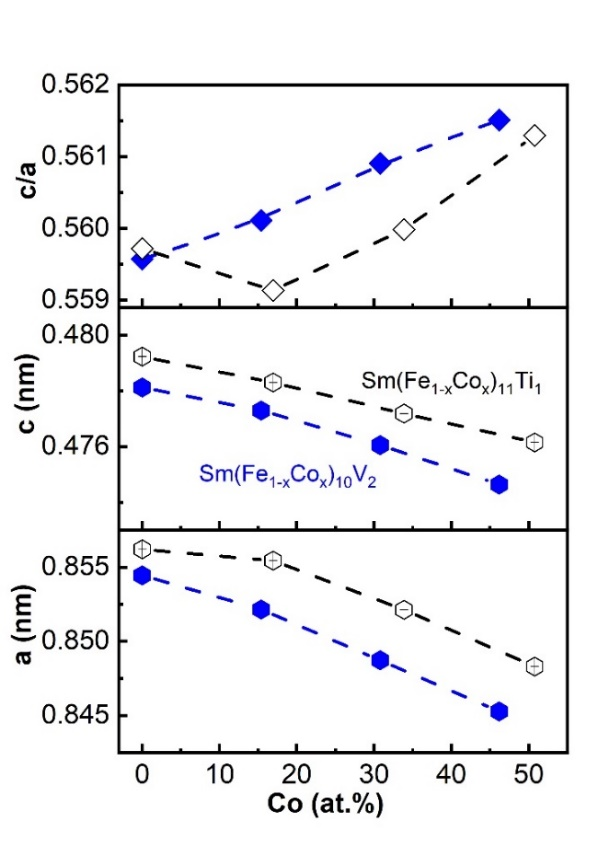 0.562
0.561
0.560
0.559
c/a
0.480
0.476
c (nm)
Sm(Fe₁₋ₓCoₓ)₁₁Ti₁
Sm(Fe₁₋ₓCoₓ)₁₀V₂
0.855
0.850
0.845
a (nm)
0 10 20 30 40 50
Co (at.%)